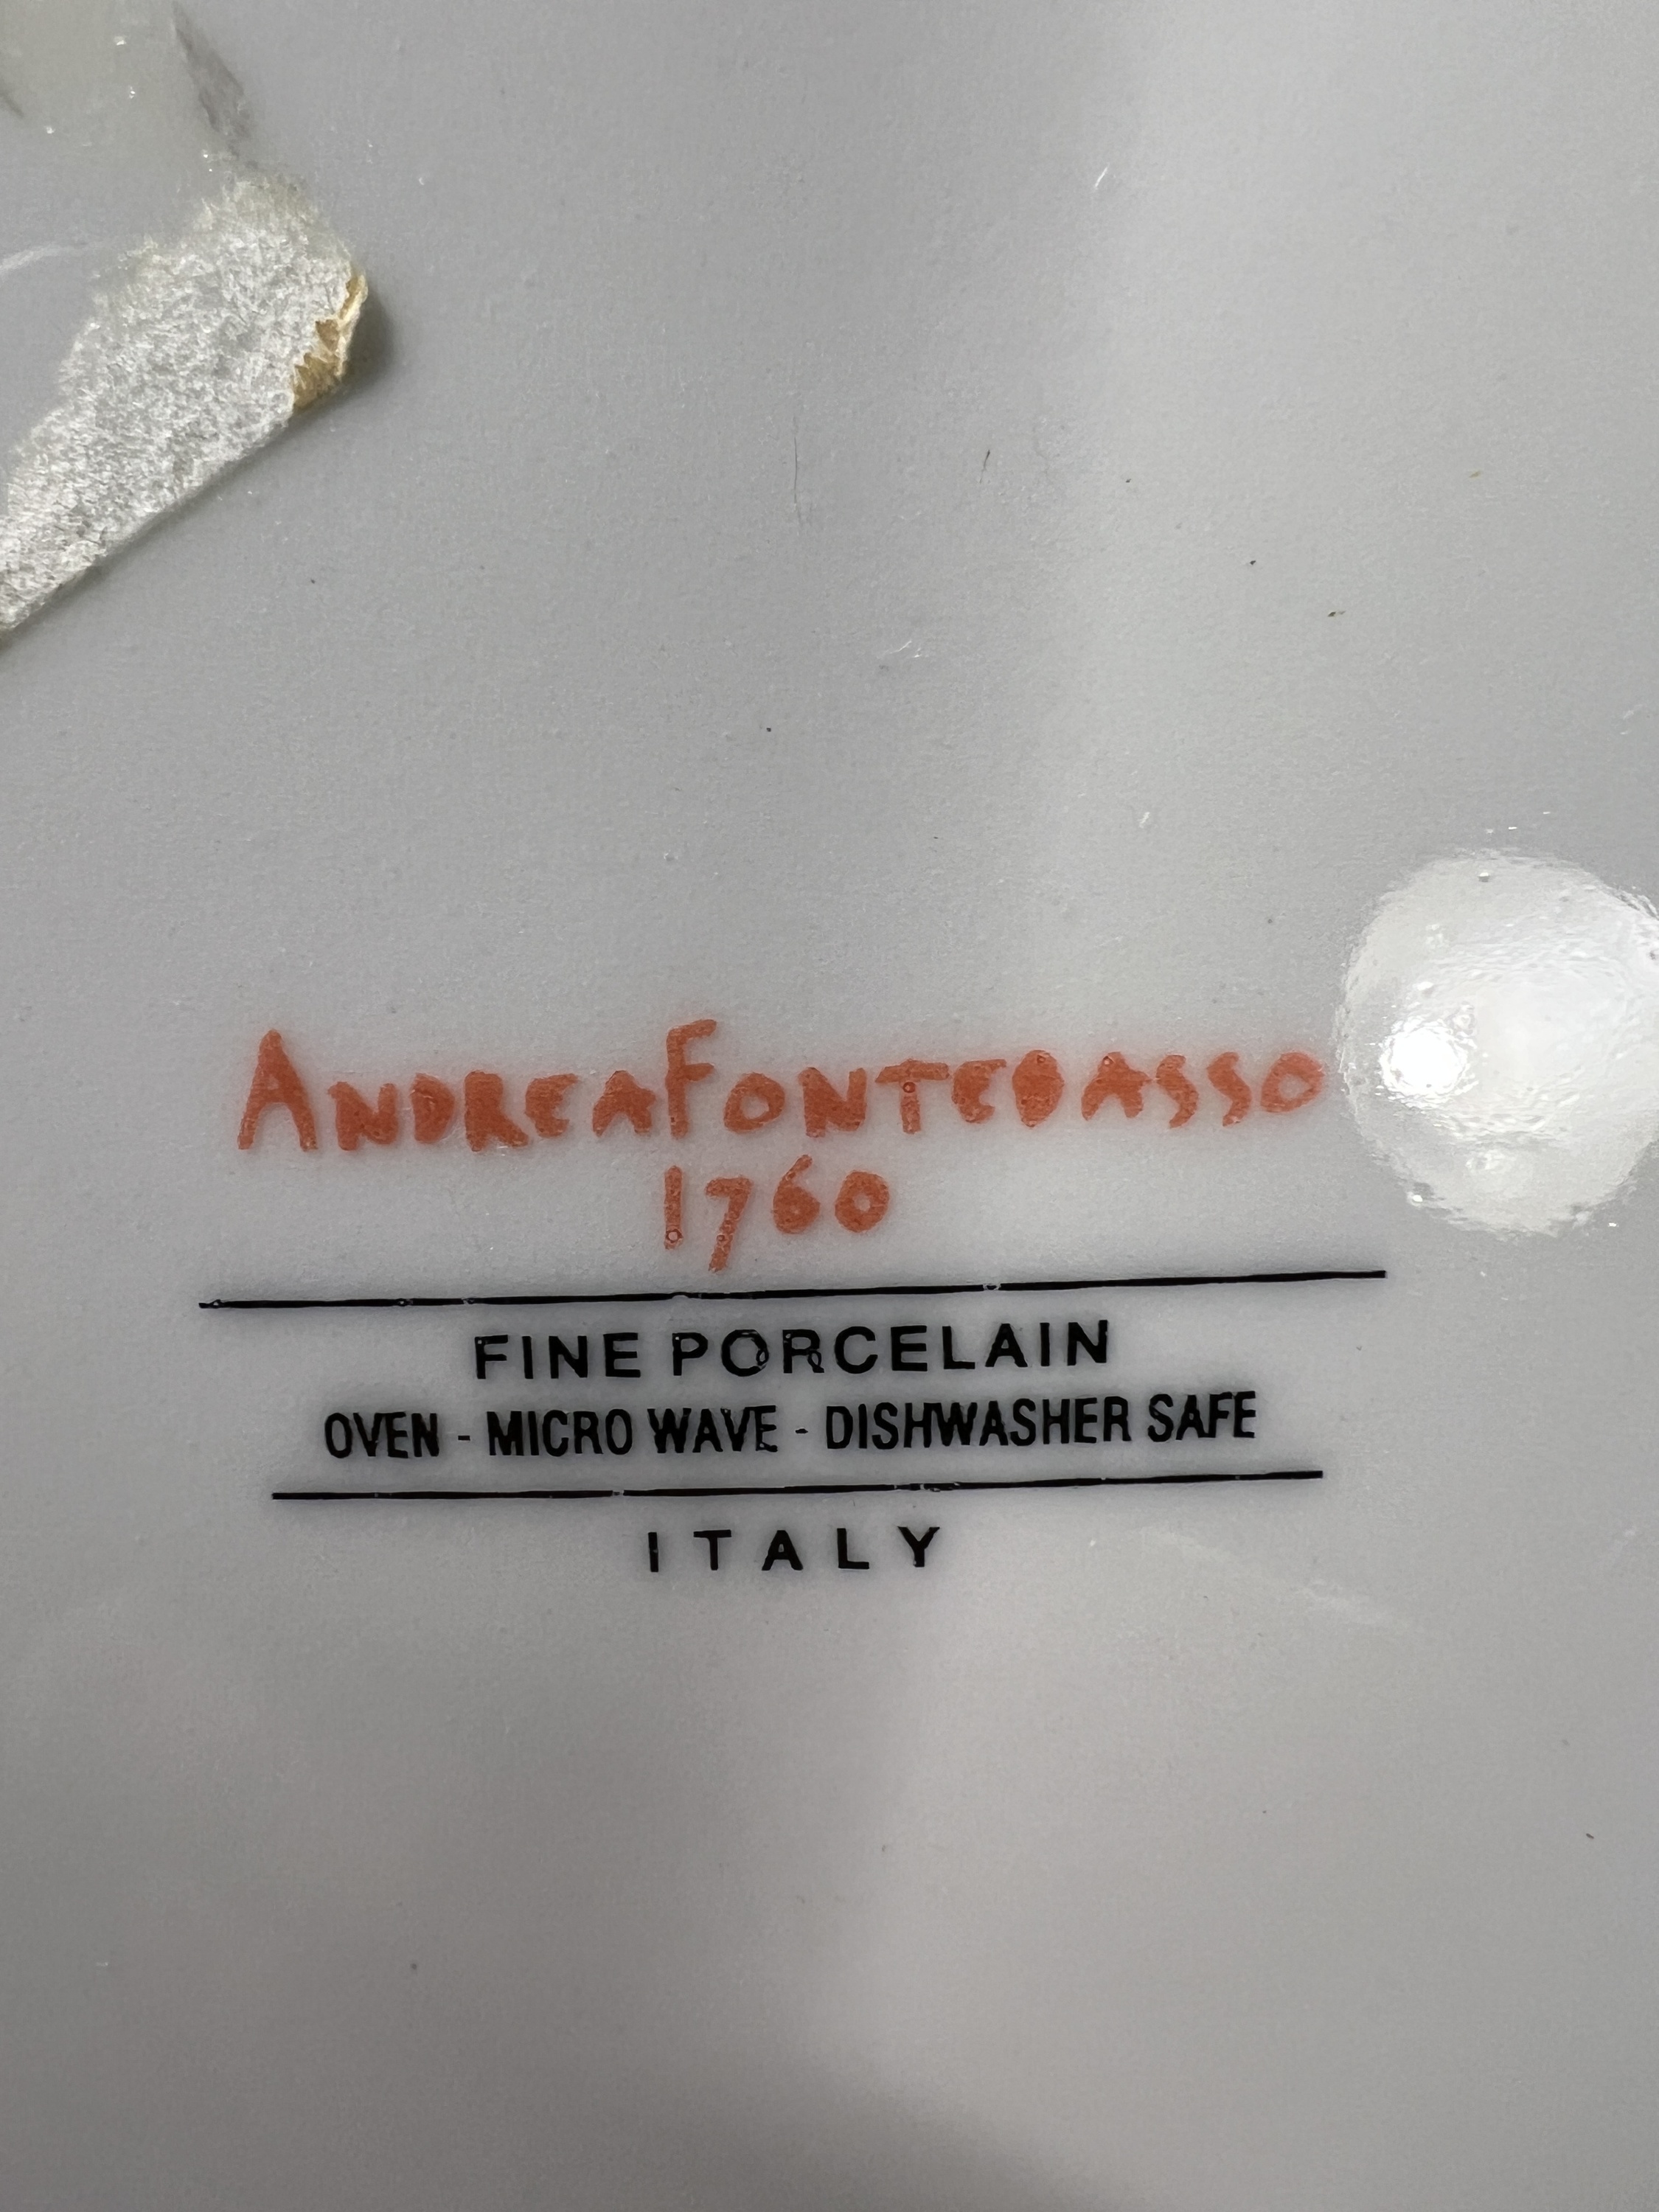 ANDREAFONTEBASSO
1760
FINE PORCELAIN
OVEN - MICRO WAVE - DISHWASHER SAFE
ITALY